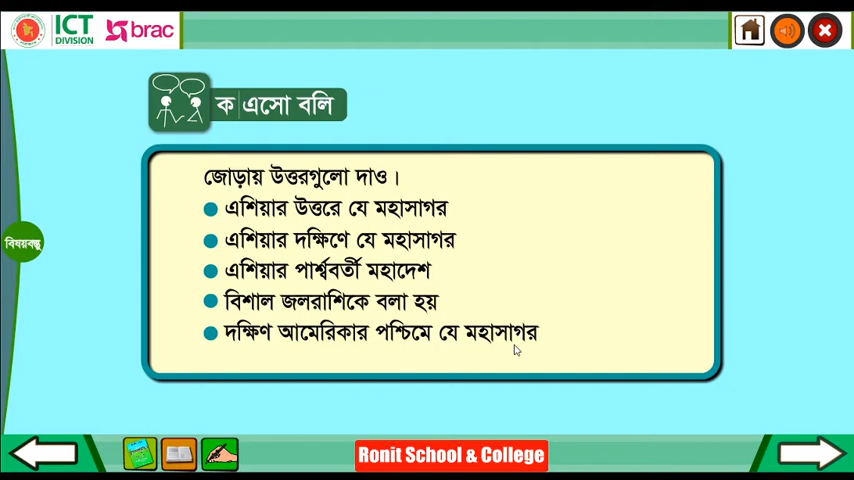 ICT
DIVISION
brac
ক এসো বলি
জোড়ায় উত্তরগুলো দাও।
এশিয়ার উত্তরে যে মহাসাগর
এশিয়ার দক্ষিণে যে মহাসাগর
এশিয়ার পার্শ্ববর্তী মহাদেশ
বিশাল জলরাশিকে বলা হয়
দক্ষিণ আমেরিকার পশ্চিমে যে মহাসাগর
বিষয়বস্তু
Ronit School & College